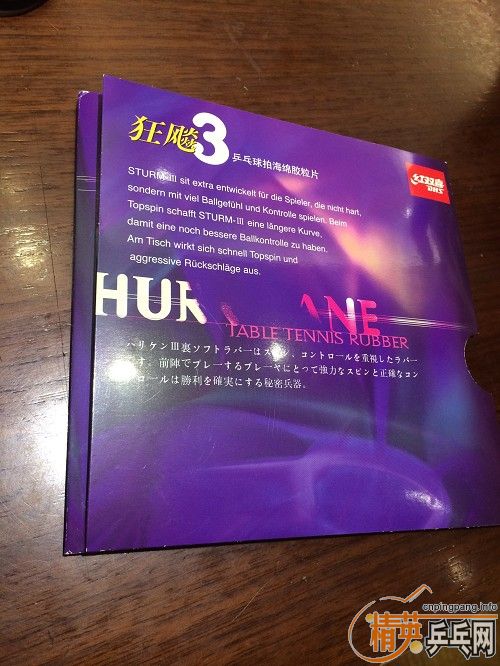 狂飚3 乒乓球拍海绵胶粒片
红双喜
DHS
STURM-III sit extra entwickelt für die Spieler, die nicht hart,
sondern mit viel Ballgefühl und Kontrolle spielen. Beim
Topspin schafft STURM-III eine längere Kurve,
damit eine noch bessere Ballkontrolle zu haben.
Am Tisch wirkt sich schnell Topspin und
aggressive Rückschläge aus.
TABLE TENNIS RUBBER
ハリケンIII裏ソフトラバーはスピン、コントロールを重視したラバー
です。前陣でプレーするプレーヤにとって強力なスピンと正確なコン
トロールは勝利を確実にする秘密兵器。
cnpingpang.info
精英乒乓网